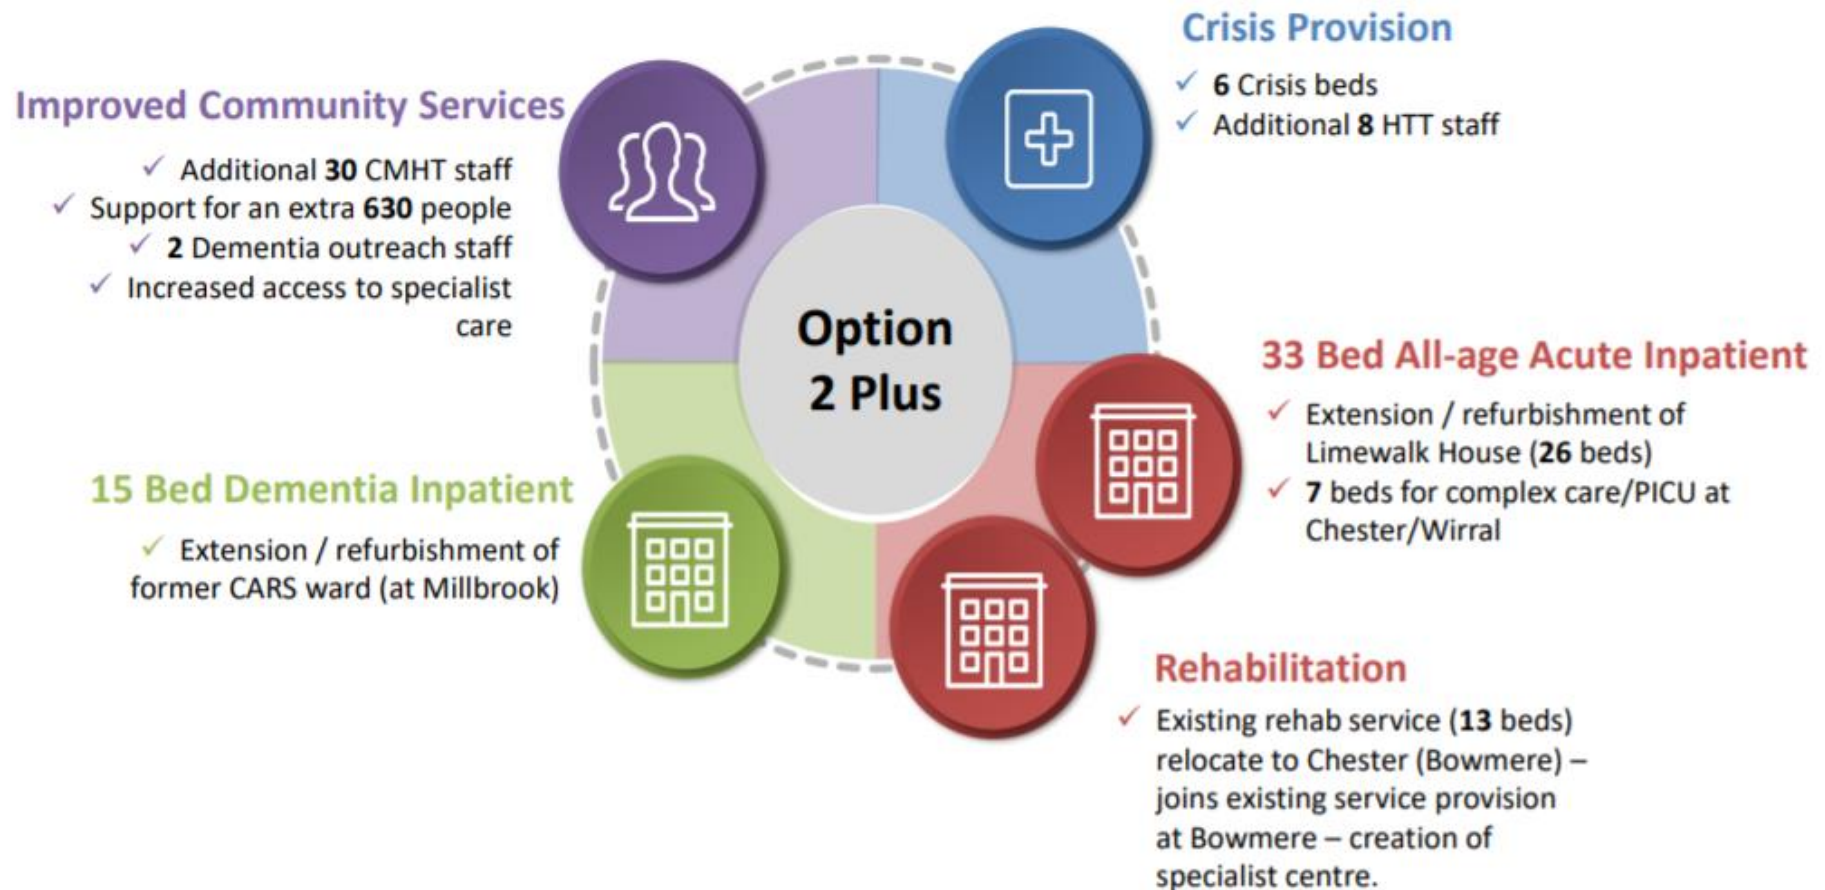 Improved Community Services
✓ Additional 30 CMHT staff
✓ Support for an extra 630 people
✓ 2 Dementia outreach staff
✓ Increased access to specialist
care
Crisis Provision
✓ 6 Crisis beds
✓ Additional 8 HTT staff
Option
2 Plus
33 Bed All-age Acute Inpatient
✓ Extension / refurbishment of
Limewalk House (26 beds)
✓ 7 beds for complex care/PICU at
Chester/Wirral
15 Bed Dementia Inpatient
✓ Extension / refurbishment of
former CARS ward (at Millbrook)
Rehabilitation
✓ Existing rehab service (13 beds)
relocate to Chester (Bowmere) –
joins existing service provision
at Bowmere – creation of
specialist centre.